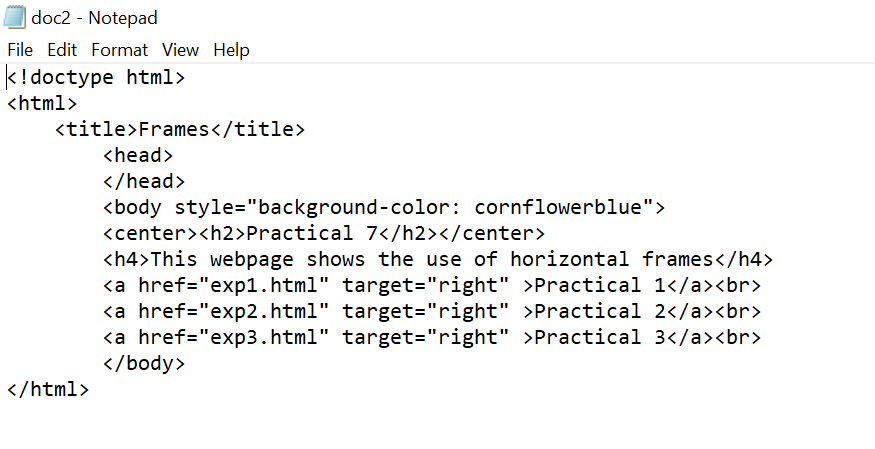 doc2 - Notepad
File Edit Format View Help
<!doctype html>
<html>
    <title>Frames</title>
        <head>
        </head>
        <body style="background-color: cornflowerblue">
        <center><h2>Practical 7</h2></center>
        <h4>This webpage shows the use of horizontal frames</h4>
        <a href="exp1.html" target="right" >Practical 1</a><br>
        <a href="exp2.html" target="right" >Practical 2</a><br>
        <a href="exp3.html" target="right" >Practical 3</a><br>
        </body>
</html>